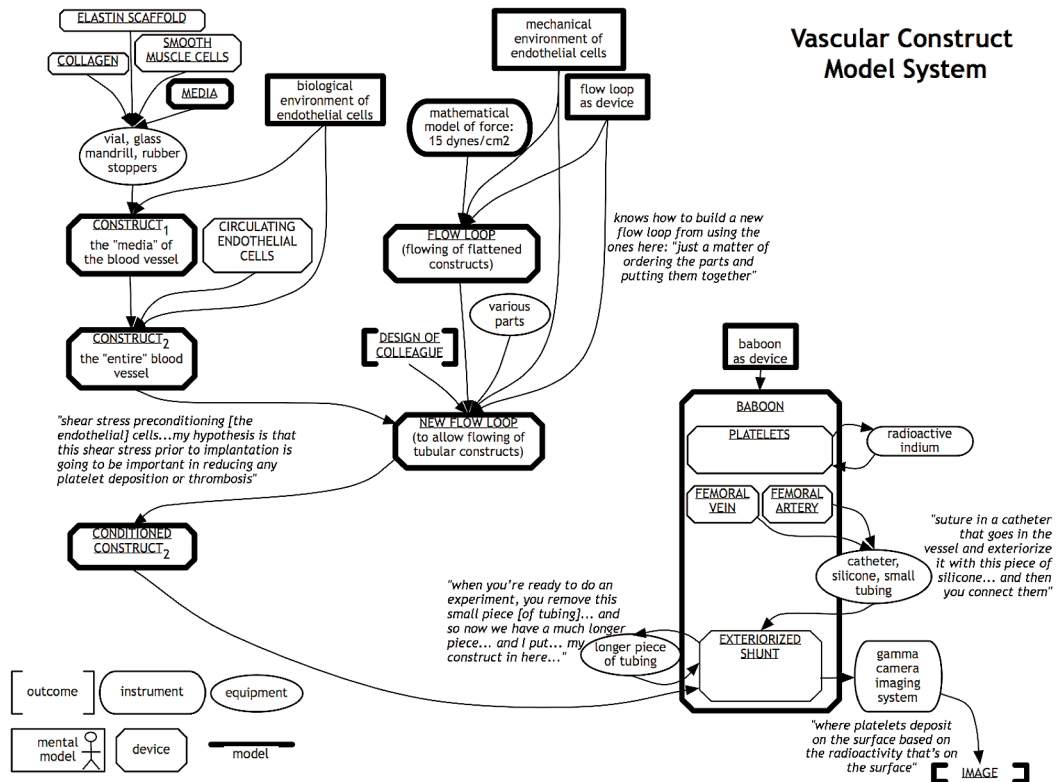 Vascular Construct
Model System
ELASTIN SCAFFOLD
SMOOTH
MUSCLE CELLS
COLLAGEN
MEDIA
vial, glass
mandrill, rubber
stoppers
biological
environment of
endothelial cells
mechanical
environment of
endothelial cells
flow loop
as device
mathematical
model of force:
15 dynes/cm2
CONSTRUCT1
the "media" of
the blood vessel
CIRCULATING
ENDOTHELIAL
CELLS
FLOW LOOP
(flowing of flattened
constructs)
knows how to build a new
flow loop from using the
ones here: "just a matter of
ordering the parts and
putting them together"
various
parts
DESIGN OF
COLLEAGUE
CONSTRUCT2
the "entire" blood
vessel
NEW FLOW LOOP
(to allow flowing of
tubular constructs)
"shear stress preconditioning [the
endothelial] cells...my hypothesis is that
this shear stress prior to implantation is
going to be important in reducing any
platelet deposition or thrombosis"
CONDITIONED
CONSTRUCT2
baboon
as device
BABOON
PLATELETS
radioactive
indium
FEMORAL
VEIN
FEMORAL
ARTERY
"suture in a catheter
that goes in the
vessel and exteriorize
it with this piece of
silicone... and then
you connect them"
catheter,
silicone, small
tubing
"when you're ready to do an
experiment, you remove this
small piece [of tubing]... and
so now we have a much longer
piece... and I put... my
construct in here..."
longer piece
of tubing
EXTERIORIZED
SHUNT
gamma
camera
imaging
system
"where platelets deposit
on the surface based on
the radioactivity that's on
the surface"
IMAGE
outcome
instrument
equipment
mental
model
device
model